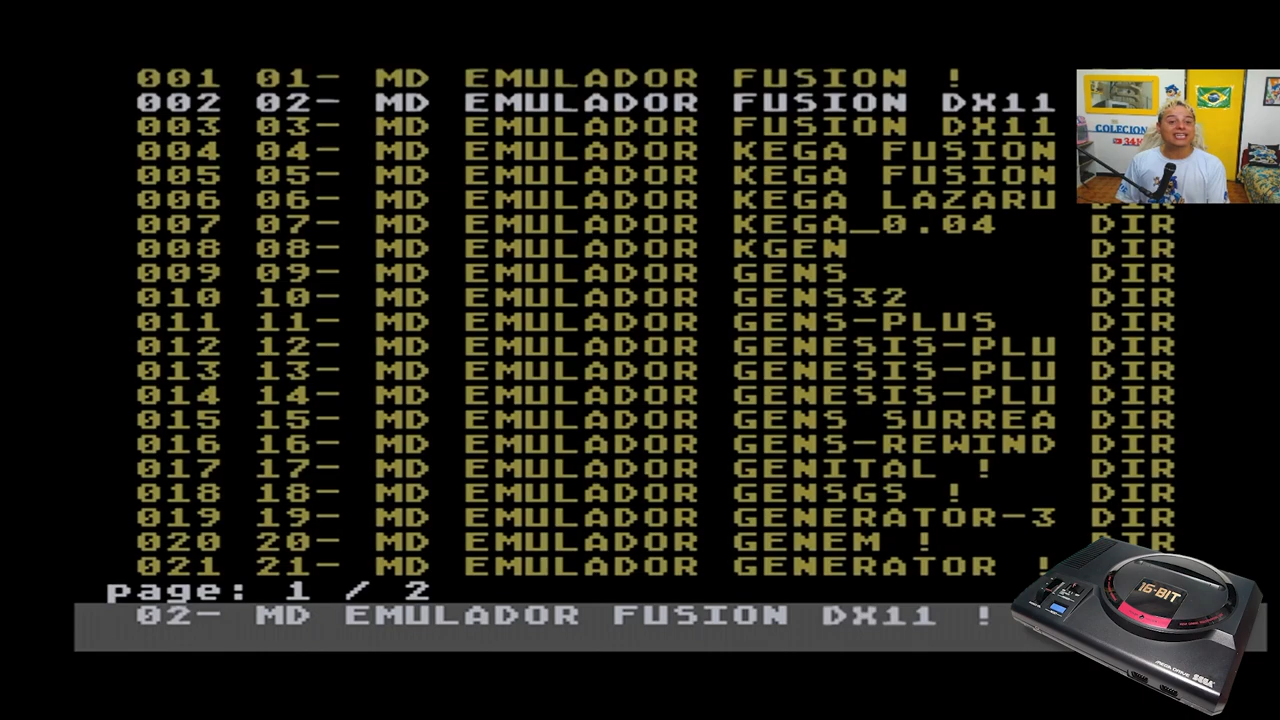 001 01- MD EMULADOR FUSION !
002 02- MD EMULADOR FUSION DX11
003 03- MD EMULADOR FUSION DX11
004 04- MD EMULADOR KEGA FUSION
005 05- MD EMULADOR KEGA FUSION
006 06- MD EMULADOR KEGA LAZARU DIR
007 07- MD EMULADOR KEGA_0.04 DIR
008 08- MD EMULADOR KGEN DIR
009 09- MD EMULADOR GENS DIR
010 10- MD EMULADOR GENS32 DIR
011 11- MD EMULADOR GENS-PLUS DIR
012 12- MD EMULADOR GENESIS-PLU DIR
013 13- MD EMULADOR GENESIS-PLU DIR
014 14- MD EMULADOR GENESIS-PLU DIR
015 15- MD EMULADOR GENS SURREA DIR
016 16- MD EMULADOR GENS-REWIND DIR
017 17- MD EMULADOR GENITAL ! DIR
018 18- MD EMULADOR GENSGS ! DIR
019 19- MD EMULADOR GENERATOR-3 DIR
020 20- MD EMULADOR GENEM ! DIR
021 21- MD EMULADOR GENERATOR !
page: 1 / 2
02- MD EMULADOR FUSION DX11 !
COLECION
34K
16-BIT
MEGA DRIVE SEGA